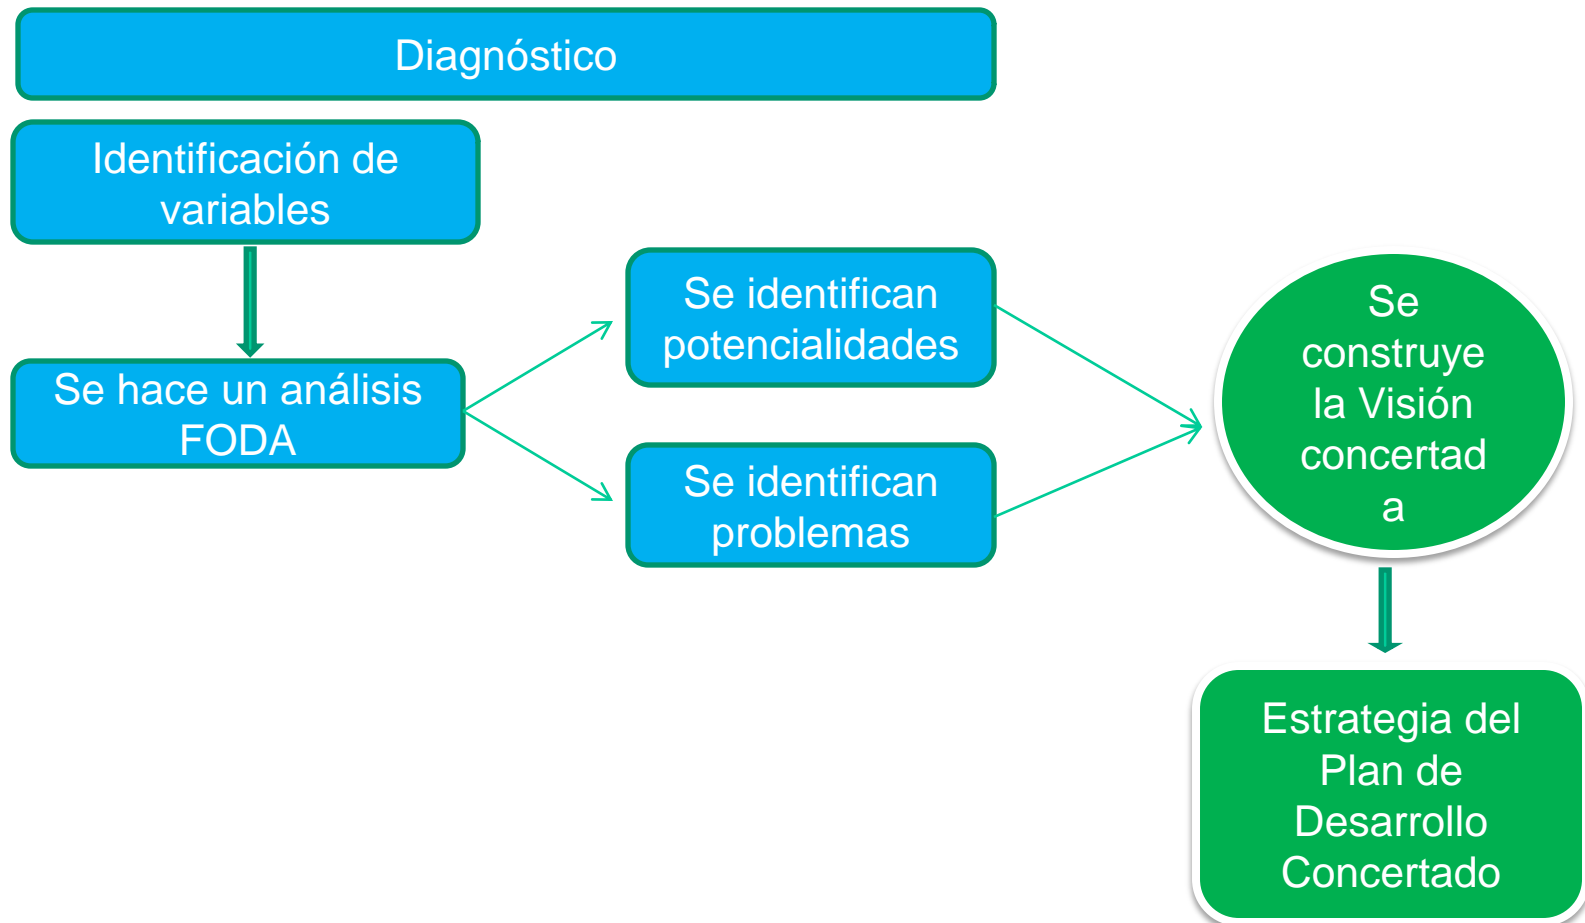 Diagnóstico
Identificación de
variables
Se hace un análisis
FODA
Se identifican
potencialidades
Se identifican
problemas
Se
construye
la Visión
concertad
a
Estrategia del
Plan de
Desarrollo
Concertado